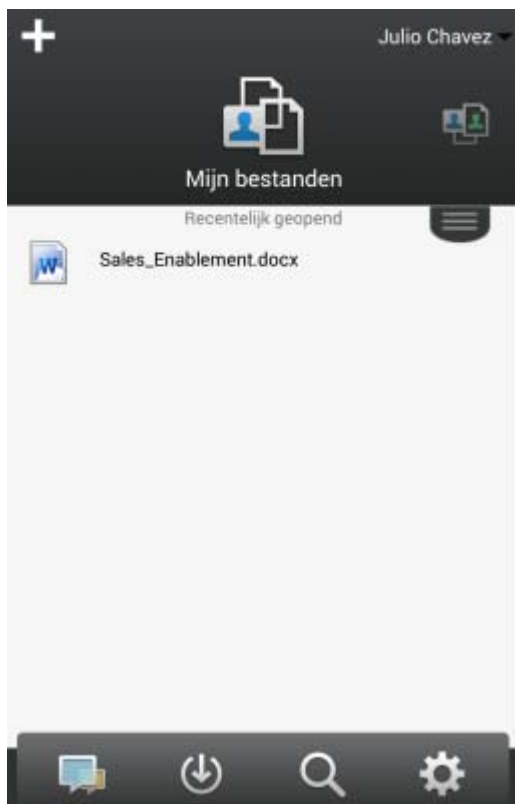 Julio Chavez
Mijn bestanden
Recentelijk geopend
Sales_Enablement.docx